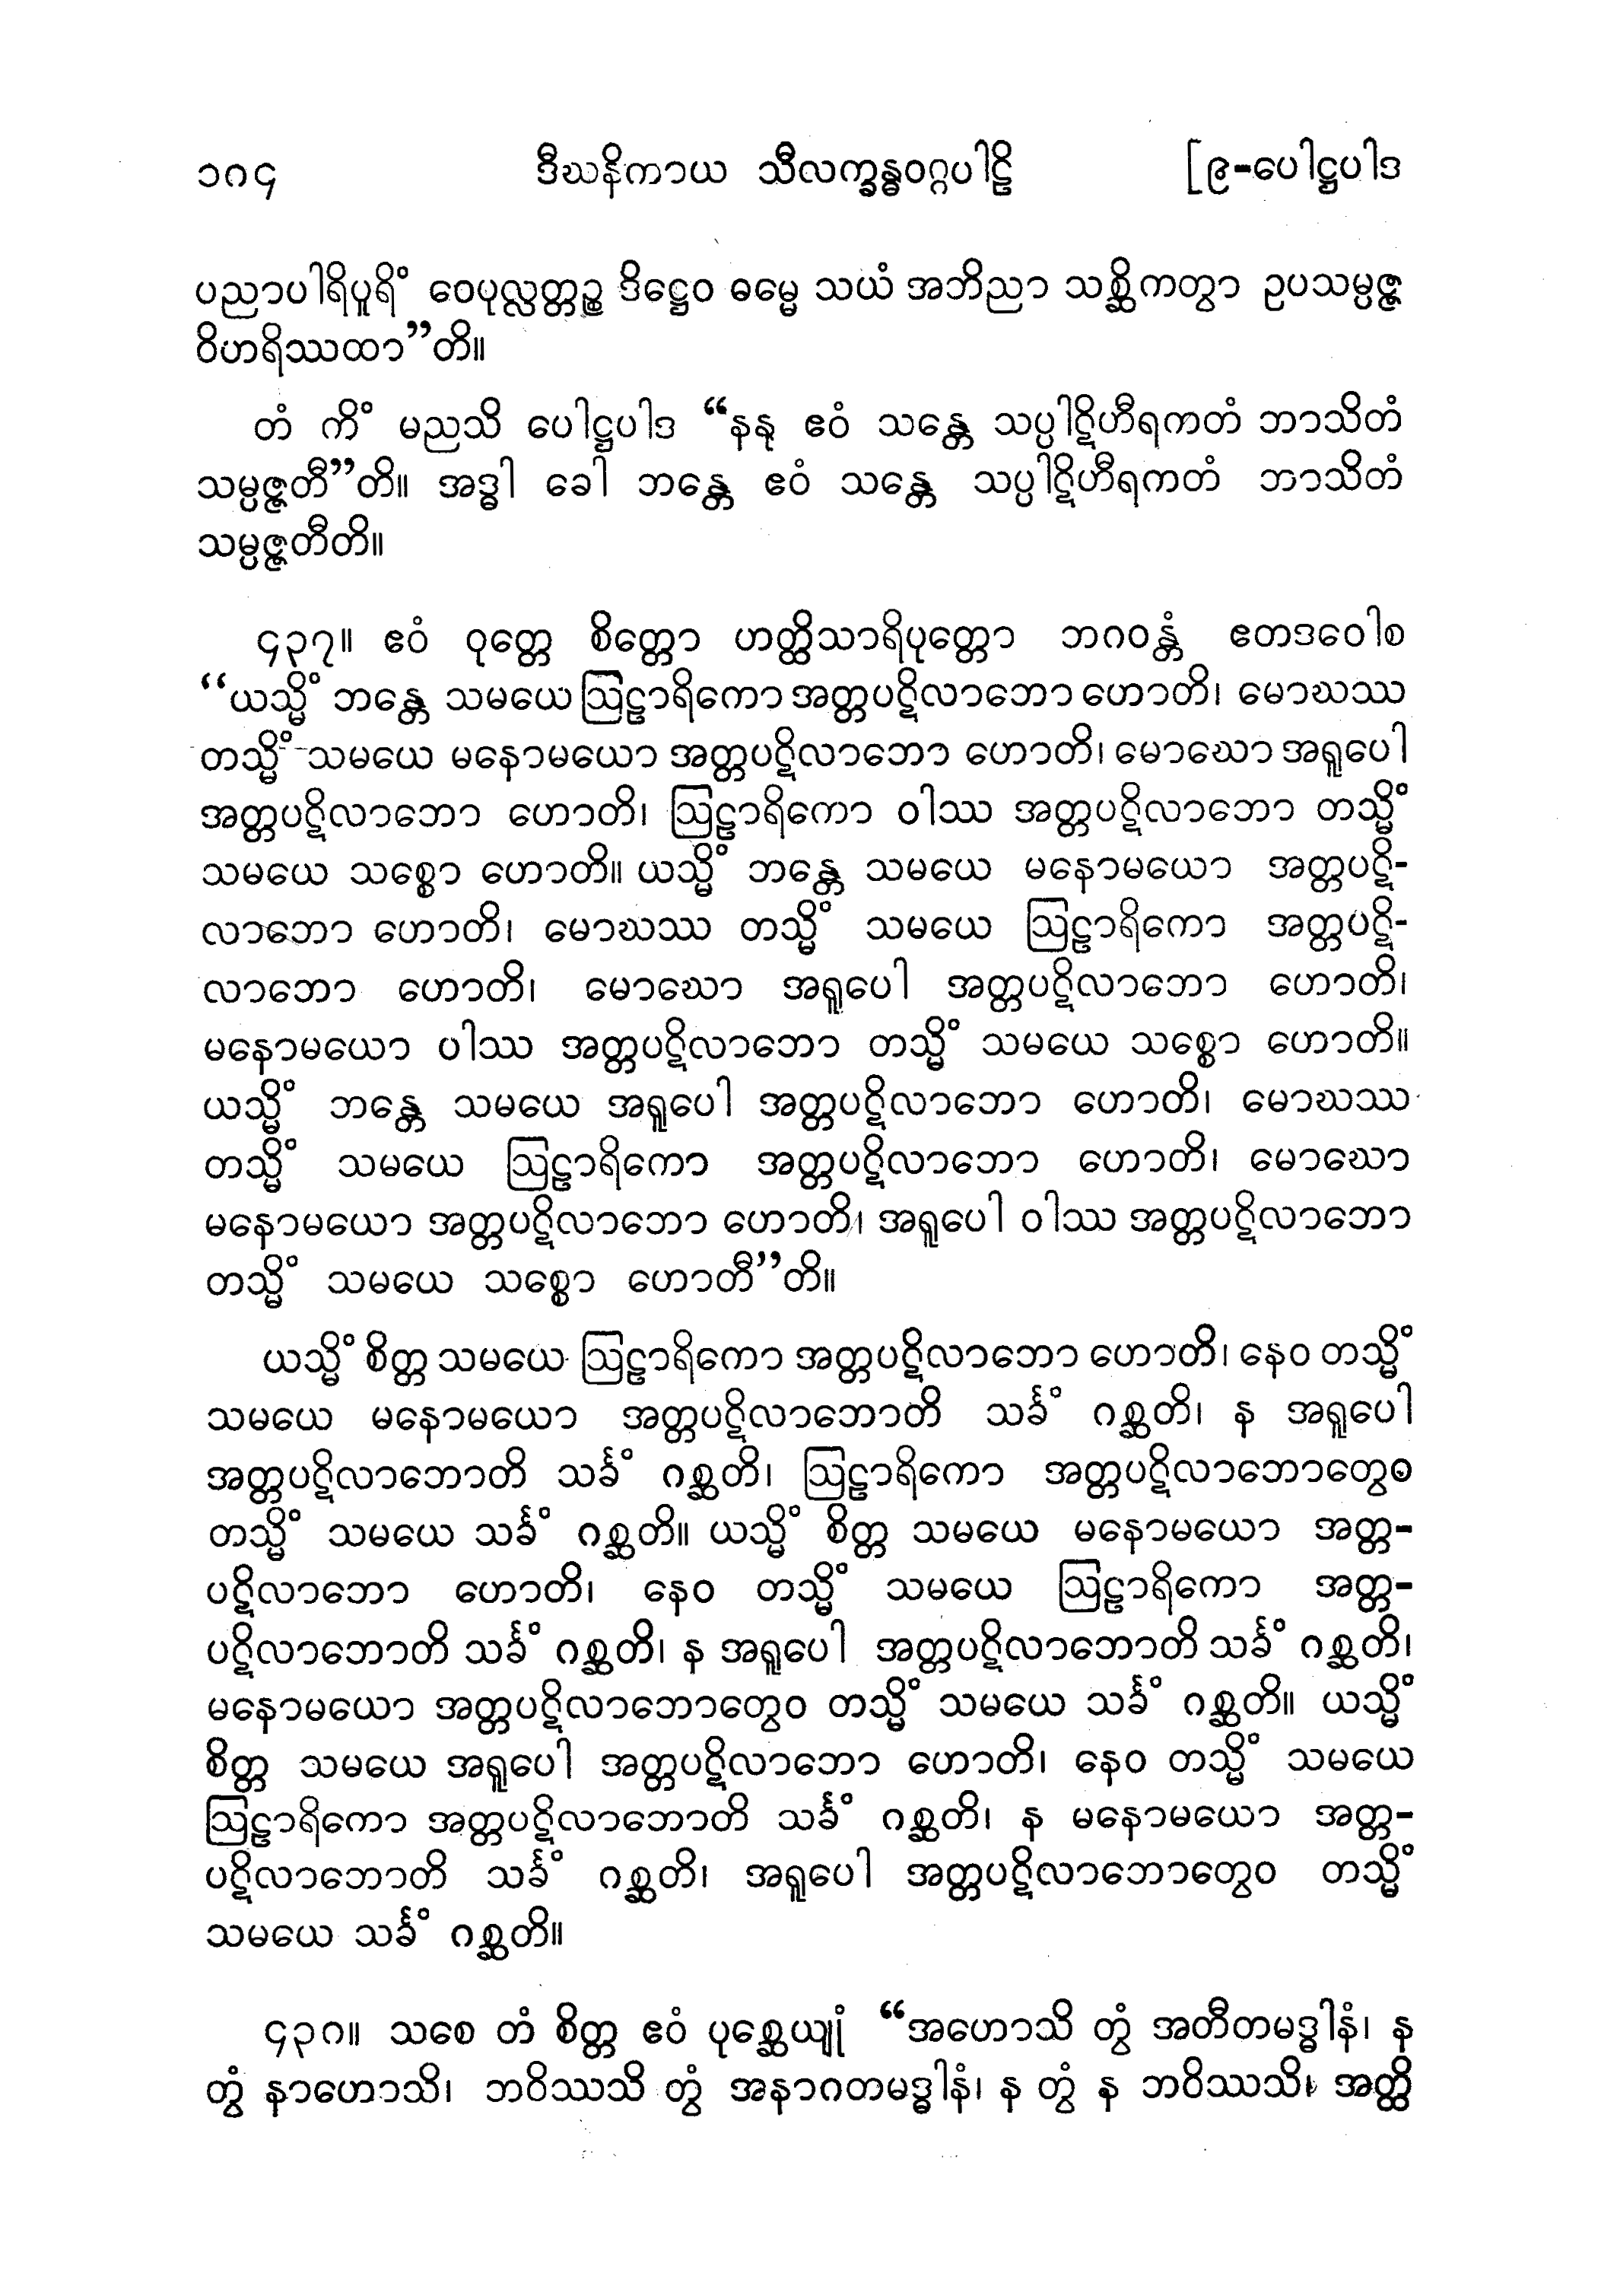 ၁၈၄ ဒီဃနိကာယ သီလက္ခန္ဓဝဂ္ဂပါဠိ [၉-ပေါဋ္ဌပါဒ
ပညာပါရိပူရိံ ဝေပုလ္လတ္တဉ္စ ဒိဋ္ဌေဝ ဓမ္မေ သယံ အဘိညာ သစ္ဆိကတွာ ဥပသမ္ပဇ္ဇ
ဝိဟရိဿထာ”တိ။
တံ ကိံ မညသိ ပေါဋ္ဌပါဒ “နနု ဧဝံ သန္တေ သပ္ပါဋိဟီရကတံ ဘာသိတံ
သမ္ပဇ္ဇတီ”တိ။ အဒ္ဓါ ခေါ ဘန္တေ ဧဝံ သန္တေ သပ္ပါဋိဟီရကတံ ဘာသိတံ
သမ္ပဇ္ဇတီတိ။
၄၃၇။ ဧဝံ ဝုတ္တေ စိတ္တော ဟတ္ထိသာရိပုတ္တော ဘဂဝန္တံ ဧတဒဝေါစ
“ယသ္မိံ ဘန္တေ သမယေ ဩဠာရိကော အတ္တပဋိလာဘော ဟောတိ၊ မောဃဿ
တသ္မိံ သမယေ မနောမယော အတ္တပဋိလာဘော ဟောတိ၊ မောဃော အရူပေါ
အတ္တပဋိလာဘော ဟောတိ၊ ဩဠာရိကော ဝါဿ အတ္တပဋိလာဘော တသ္မိံ
သမယေ သစ္စော ဟောတိ။ ယသ္မိံ ဘန္တေ သမယေ မနောမယော အတ္တပဋိ-
လာဘော ဟောတိ၊ မောဃဿ တသ္မိံ သမယေ ဩဠာရိကော အတ္တပဋိ-
လာဘော ဟောတိ၊ မောဃော အရူပေါ အတ္တပဋိလာဘော ဟောတိ၊
မနောမယော ဝါဿ အတ္တပဋိလာဘော တသ္မိံ သမယေ သစ္စော ဟောတိ။
ယသ္မိံ ဘန္တေ သမယေ အရူပေါ အတ္တပဋိလာဘော ဟောတိ၊ မောဃဿ
တသ္မိံ သမယေ ဩဠာရိကော အတ္တပဋိလာဘော ဟောတိ၊ မောဃော
မနောမယော အတ္တပဋိလာဘော ဟောတိ၊ အရူပေါ ဝါဿ အတ္တပဋိလာဘော
တသ္မိံ သမယေ သစ္စော ဟောတီ”တိ။
ယသ္မိံ စိတ္တ သမယေ ဩဠာရိကော အတ္တပဋိလာဘော ဟောတိ၊ နေဝ တသ္မိံ
သမယေ မနောမယော အတ္တပဋိလာဘောတိ သင်္ခံ ဂစ္ဆတိ၊ န အရူပေါ
အတ္တပဋိလာဘောတိ သင်္ခံ ဂစ္ဆတိ၊ ဩဠာရိကော အတ္တပဋိလာဘောတွေဝ
တသ္မိံ သမယေ သင်္ခံ ဂစ္ဆတိ။ ယသ္မိံ စိတ္တ သမယေ မနောမယော အတ္တ-
ပဋိလာဘော ဟောတိ၊ နေဝ တသ္မိံ သမယေ ဩဠာရိကော အတ္တ-
ပဋိလာဘောတိ သင်္ခံ ဂစ္ဆတိ၊ န အရူပေါ အတ္တပဋိလာဘောတိ သင်္ခံ ဂစ္ဆတိ၊
မနောမယော အတ္တပဋိလာဘောတွေဝ တသ္မိံ သမယေ သင်္ခံ ဂစ္ဆတိ။ ယသ္မိံ
စိတ္တ သမယေ အရူပေါ အတ္တပဋိလာဘော ဟောတိ၊ နေဝ တသ္မိံ သမယေ
ဩဠာရိကော အတ္တပဋိလာဘောတိ သင်္ခံ ဂစ္ဆတိ၊ န မနောမယော အတ္တ-
ပဋိလာဘောတိ သင်္ခံ ဂစ္ဆတိ၊ အရူပေါ အတ္တပဋိလာဘောတွေဝ တသ္မိံ
သမယေ သင်္ခံ ဂစ္ဆတိ။
၄၃၈။ သစေ တံ စိတ္တ ဧဝံ ပုစ္ဆေယျုံ “အဟောသိ တွံ အတီတမဒ္ဓါနံ၊ န
တွံ နာဟောသိ၊ ဘဝိဿသိ တွံ အနာဂတမဒ္ဓါနံ၊ န တွံ န ဘဝိဿသိ၊ အတ္ထိ